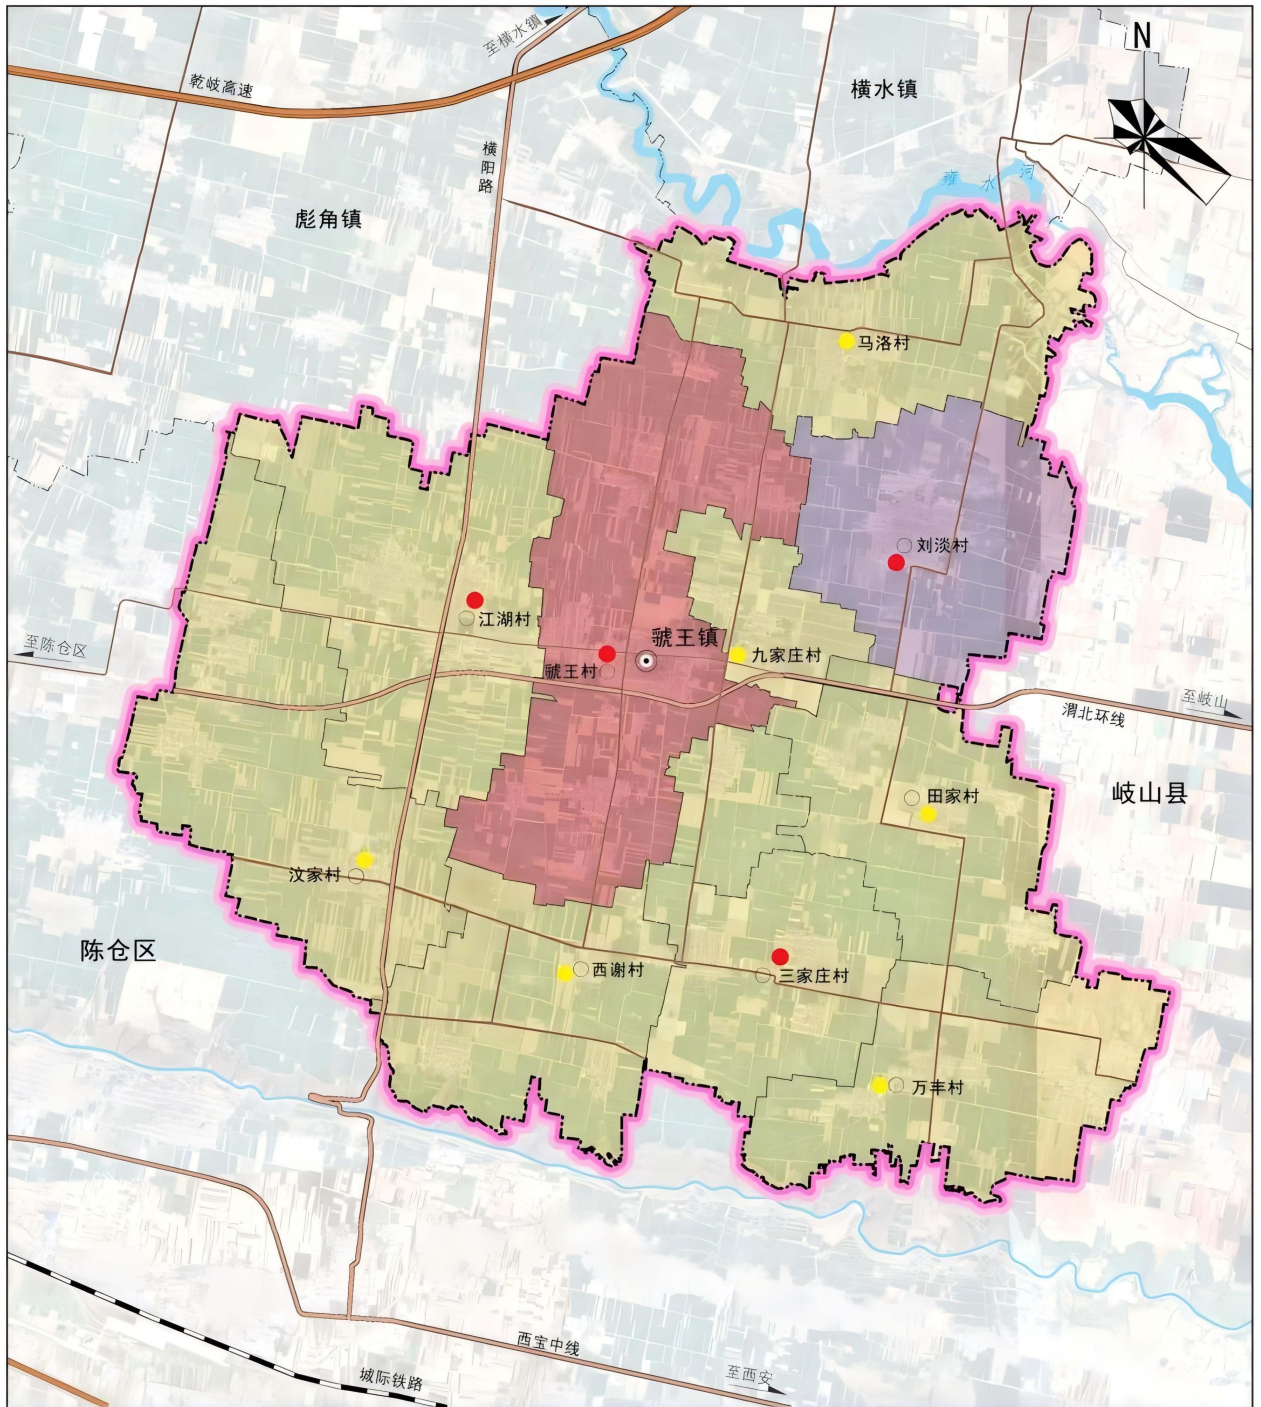 至横水镇
N
乾岐高速
横水镇
横阳路
雍水河
彪角镇
马洛村
刘淡村
江湖村
虢王镇
至陈仓区
九家庄村
虢王村
至岐山
渭北环线
岐山县
田家村
汶家村
陈仓区
西谢村
三家庄村
万丰村
西宝中线
至西安
城际铁路